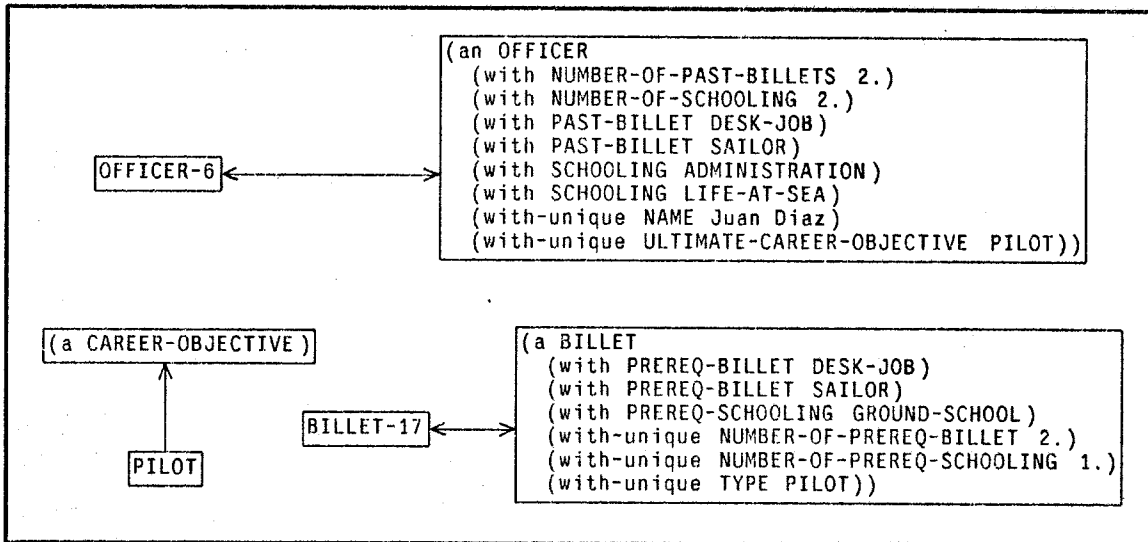 (an OFFICER
(with NUMBER-OF-PAST-BILLETS 2.)
(with NUMBER-OF-SCHOOLING 2.)
(with PAST-BILLET DESK-JOB)
(with PAST-BILLET SAILOR)
(with SCHOOLING ADMINISTRATION)
(with SCHOOLING LIFE-AT-SEA)
(with-unique NAME Juan Diaz)
(with-unique ULTIMATE-CAREER-OBJECTIVE PILOT))
OFFICER-6
(a CAREER-OBJECTIVE)
PILOT
BILLET-17
(a BILLET
(with PREREQ-BILLET DESK-JOB)
(with PREREQ-BILLET SAILOR)
(with PREREQ-SCHOOLING GROUND-SCHOOL)
(with-unique NUMBER-OF-PREREQ-BILLET 2.)
(with-unique NUMBER-OF-PREREQ-SCHOOLING 1.)
(with-unique TYPE PILOT))